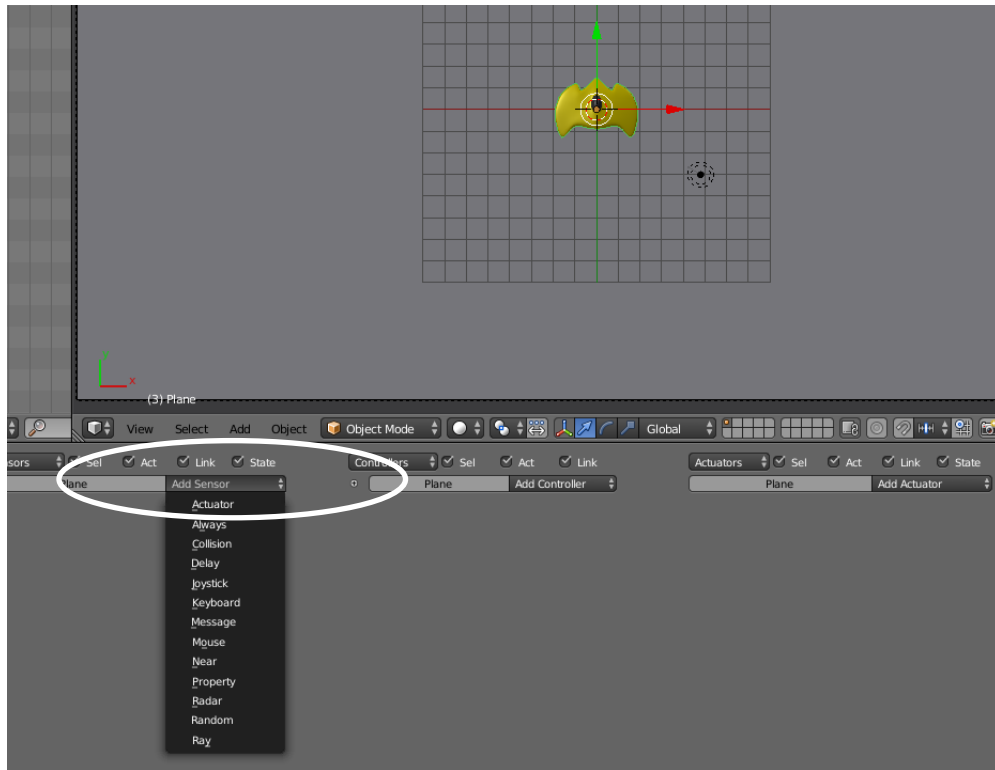 Y
X
(3) Plane
View Select Add Object Object Mode Global
Sel Act Link State Controllers Sel Act Link Actuators Sel Act Link State
Plane Add Sensor Plane Add Controller Plane Add Actuator
Actuator
Always
Collision
Delay
Joystick
Keyboard
Message
Mouse
Near
Property
Radar
Random
Ray